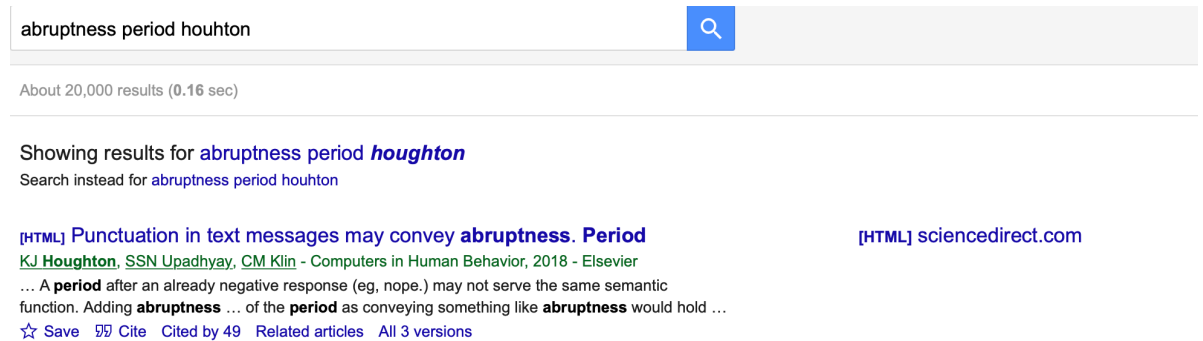 abruptness period houhton
About 20,000 results (0.16 sec)
Showing results for abruptness period houghton
Search instead for abruptness period houhton
[HTML] Punctuation in text messages may convey abruptness. Period
[HTML] sciencedirect.com
KJ Houghton, SSN Upadhyay, CM Klin - Computers in Human Behavior, 2018 - Elsevier
… A period after an already negative response (eg, nope.) may not serve the same semantic
function. Adding abruptness … of the period as conveying something like abruptness would hold …
Save Cite Cited by 49 Related articles All 3 versions